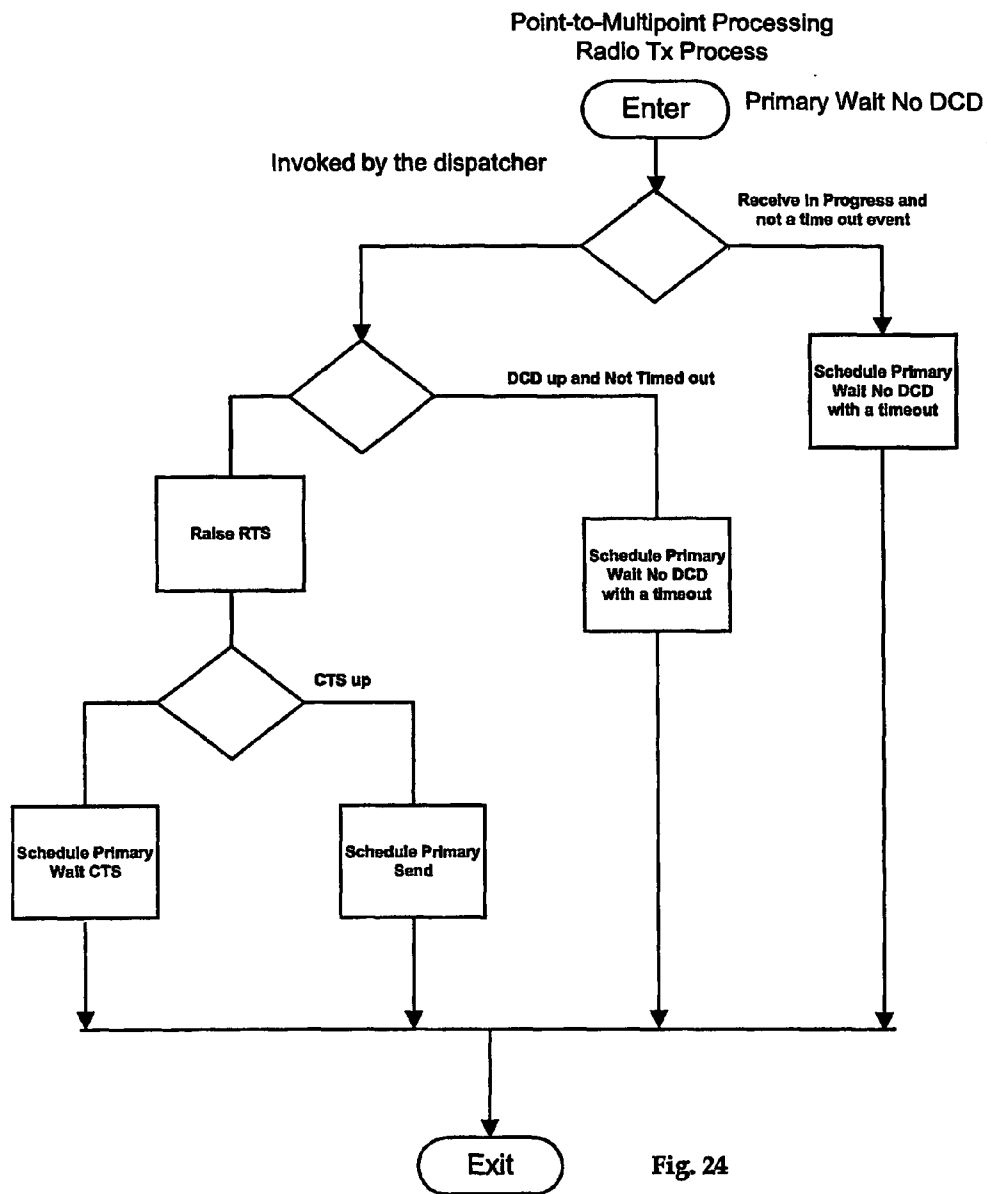 Point-to-Multipoint Processing
Radio Tx Process
Enter
Primary Wait No DCD
Invoked by the dispatcher
Receive in Progress and
not a time out event
DCD up and Not Timed out
Schedule Primary
Wait No DCD
with a timeout
Raise RTS
Schedule Primary
Wait No DCD
with a timeout
CTS up
Schedule Primary
Wait CTS
Schedule Primary
Send
Exit
Fig. 24